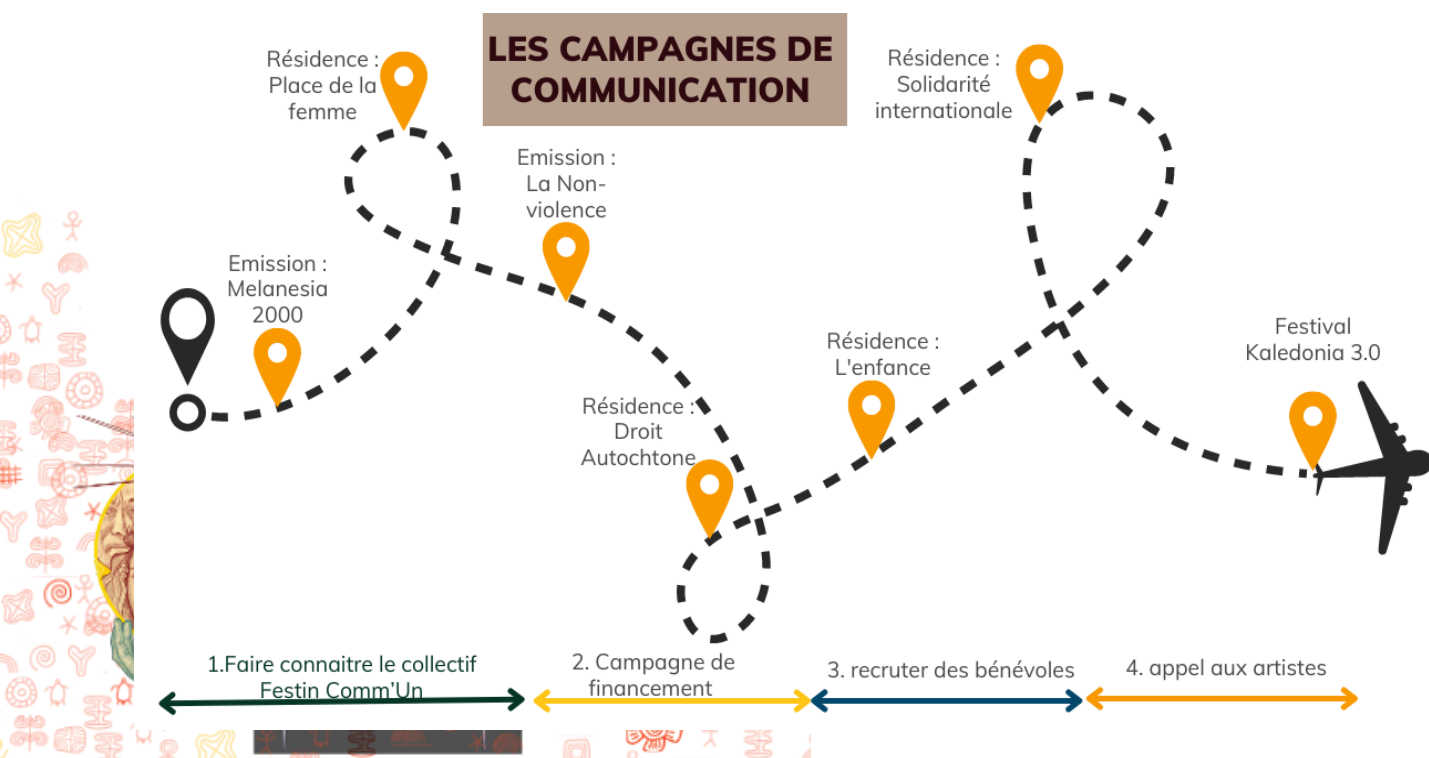 LES CAMPAGNES DE
COMMUNICATION
Résidence :
Place de la
femme
Résidence :
Solidarité
internationale
Emission :
La Non-
violence
Emission :
Melanesia
2000
Festival
Kaledonia 3.0
Résidence :
L'enfance
Résidence :
Droit
Autochtone
1.Faire connaitre le collectif
Festin Comm'Un
2. Campagne de
financement
3. recruter des bénévoles
4. appel aux artistes